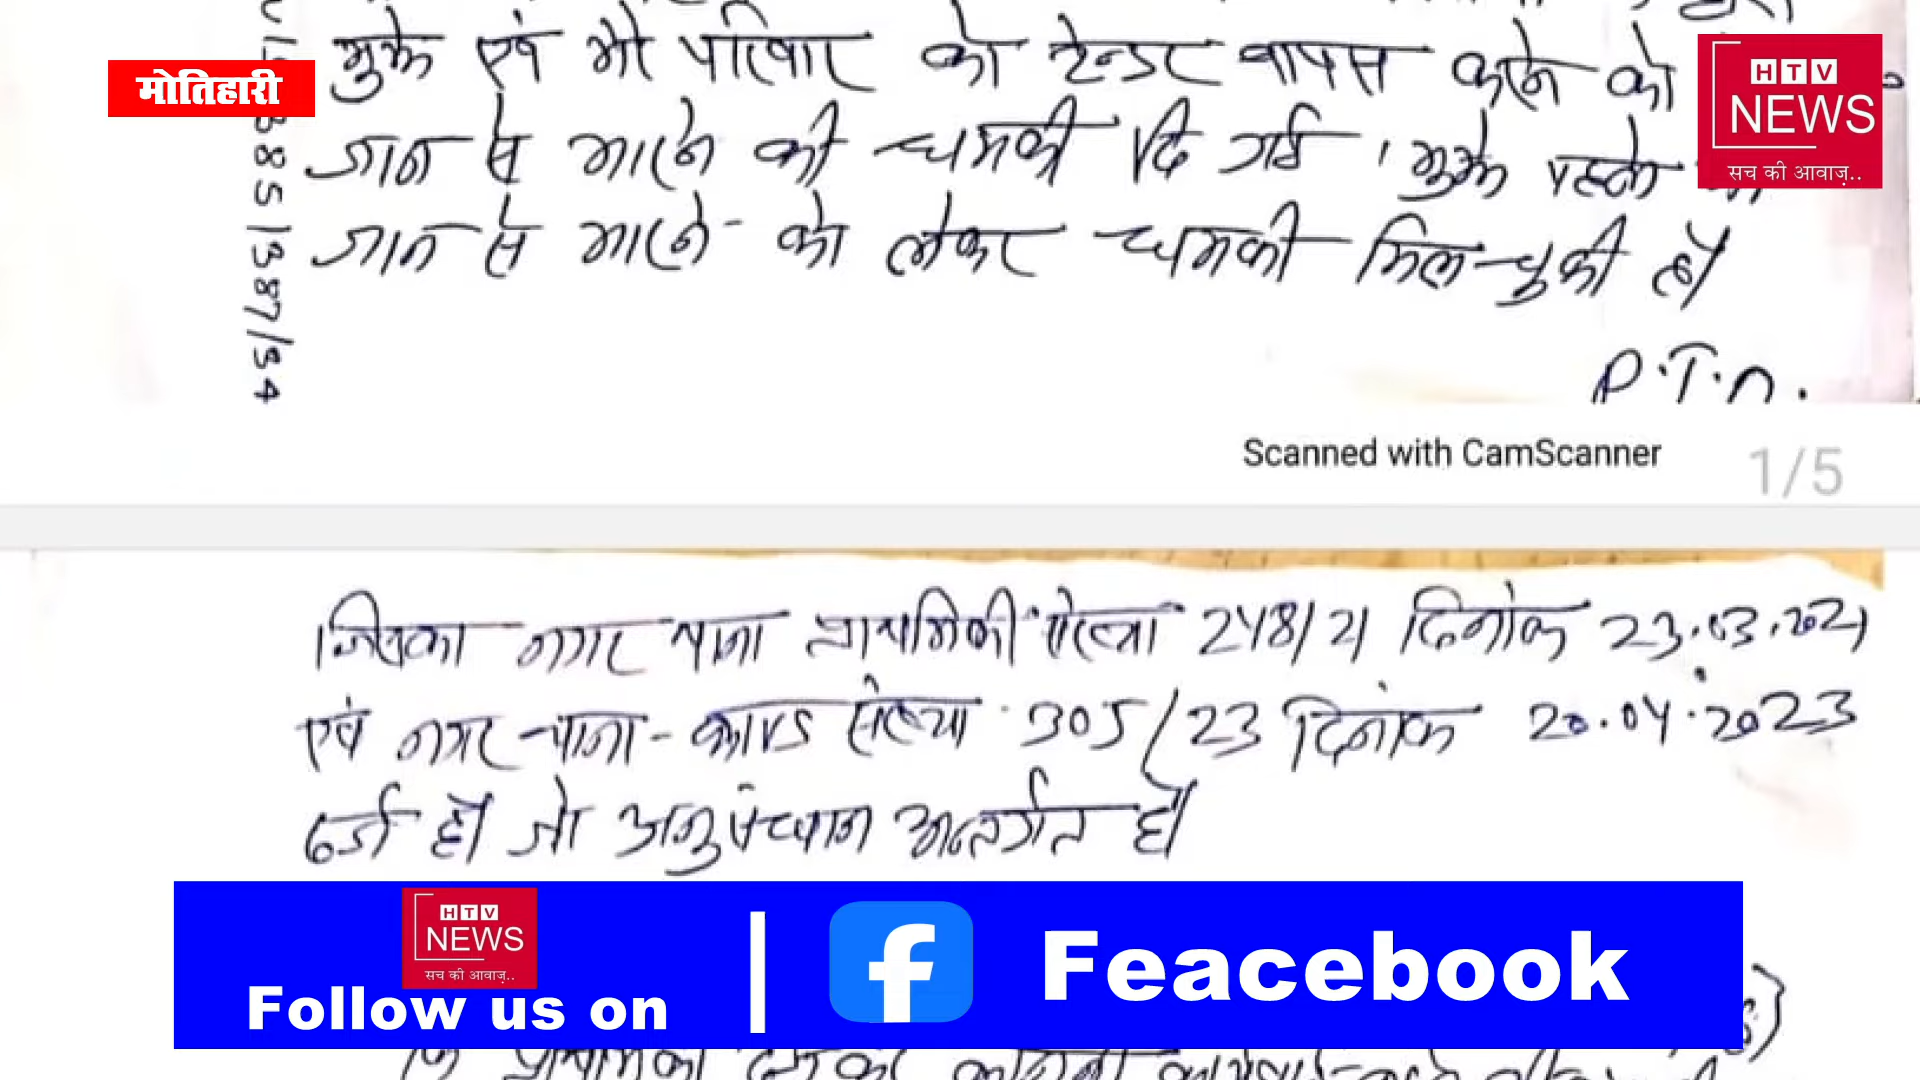 मोतिहारी
HTV
NEWS
सच की आवाज़..
मुझे एवं मेरे परिवार को टेन्डर वापस करने को
जान से मारने की धमकी दि गई । मुझे पहले
जान से मारने को लेकर धमकी मिल चुकी है।
P.T.O.
Scanned with CamScanner
1/5
जिसका नगर थाना प्राथमिकी संख्या 248/21 दिनांक 23.03.2021
एवं नगर थाना - काण्ड संख्या 305/23 दिनांक 20.04.2023
दर्ज है। जो अनुसंधान अन्तर्गत है।
HTV
NEWS
सच की आवाज़..
Follow us on
Feacebook